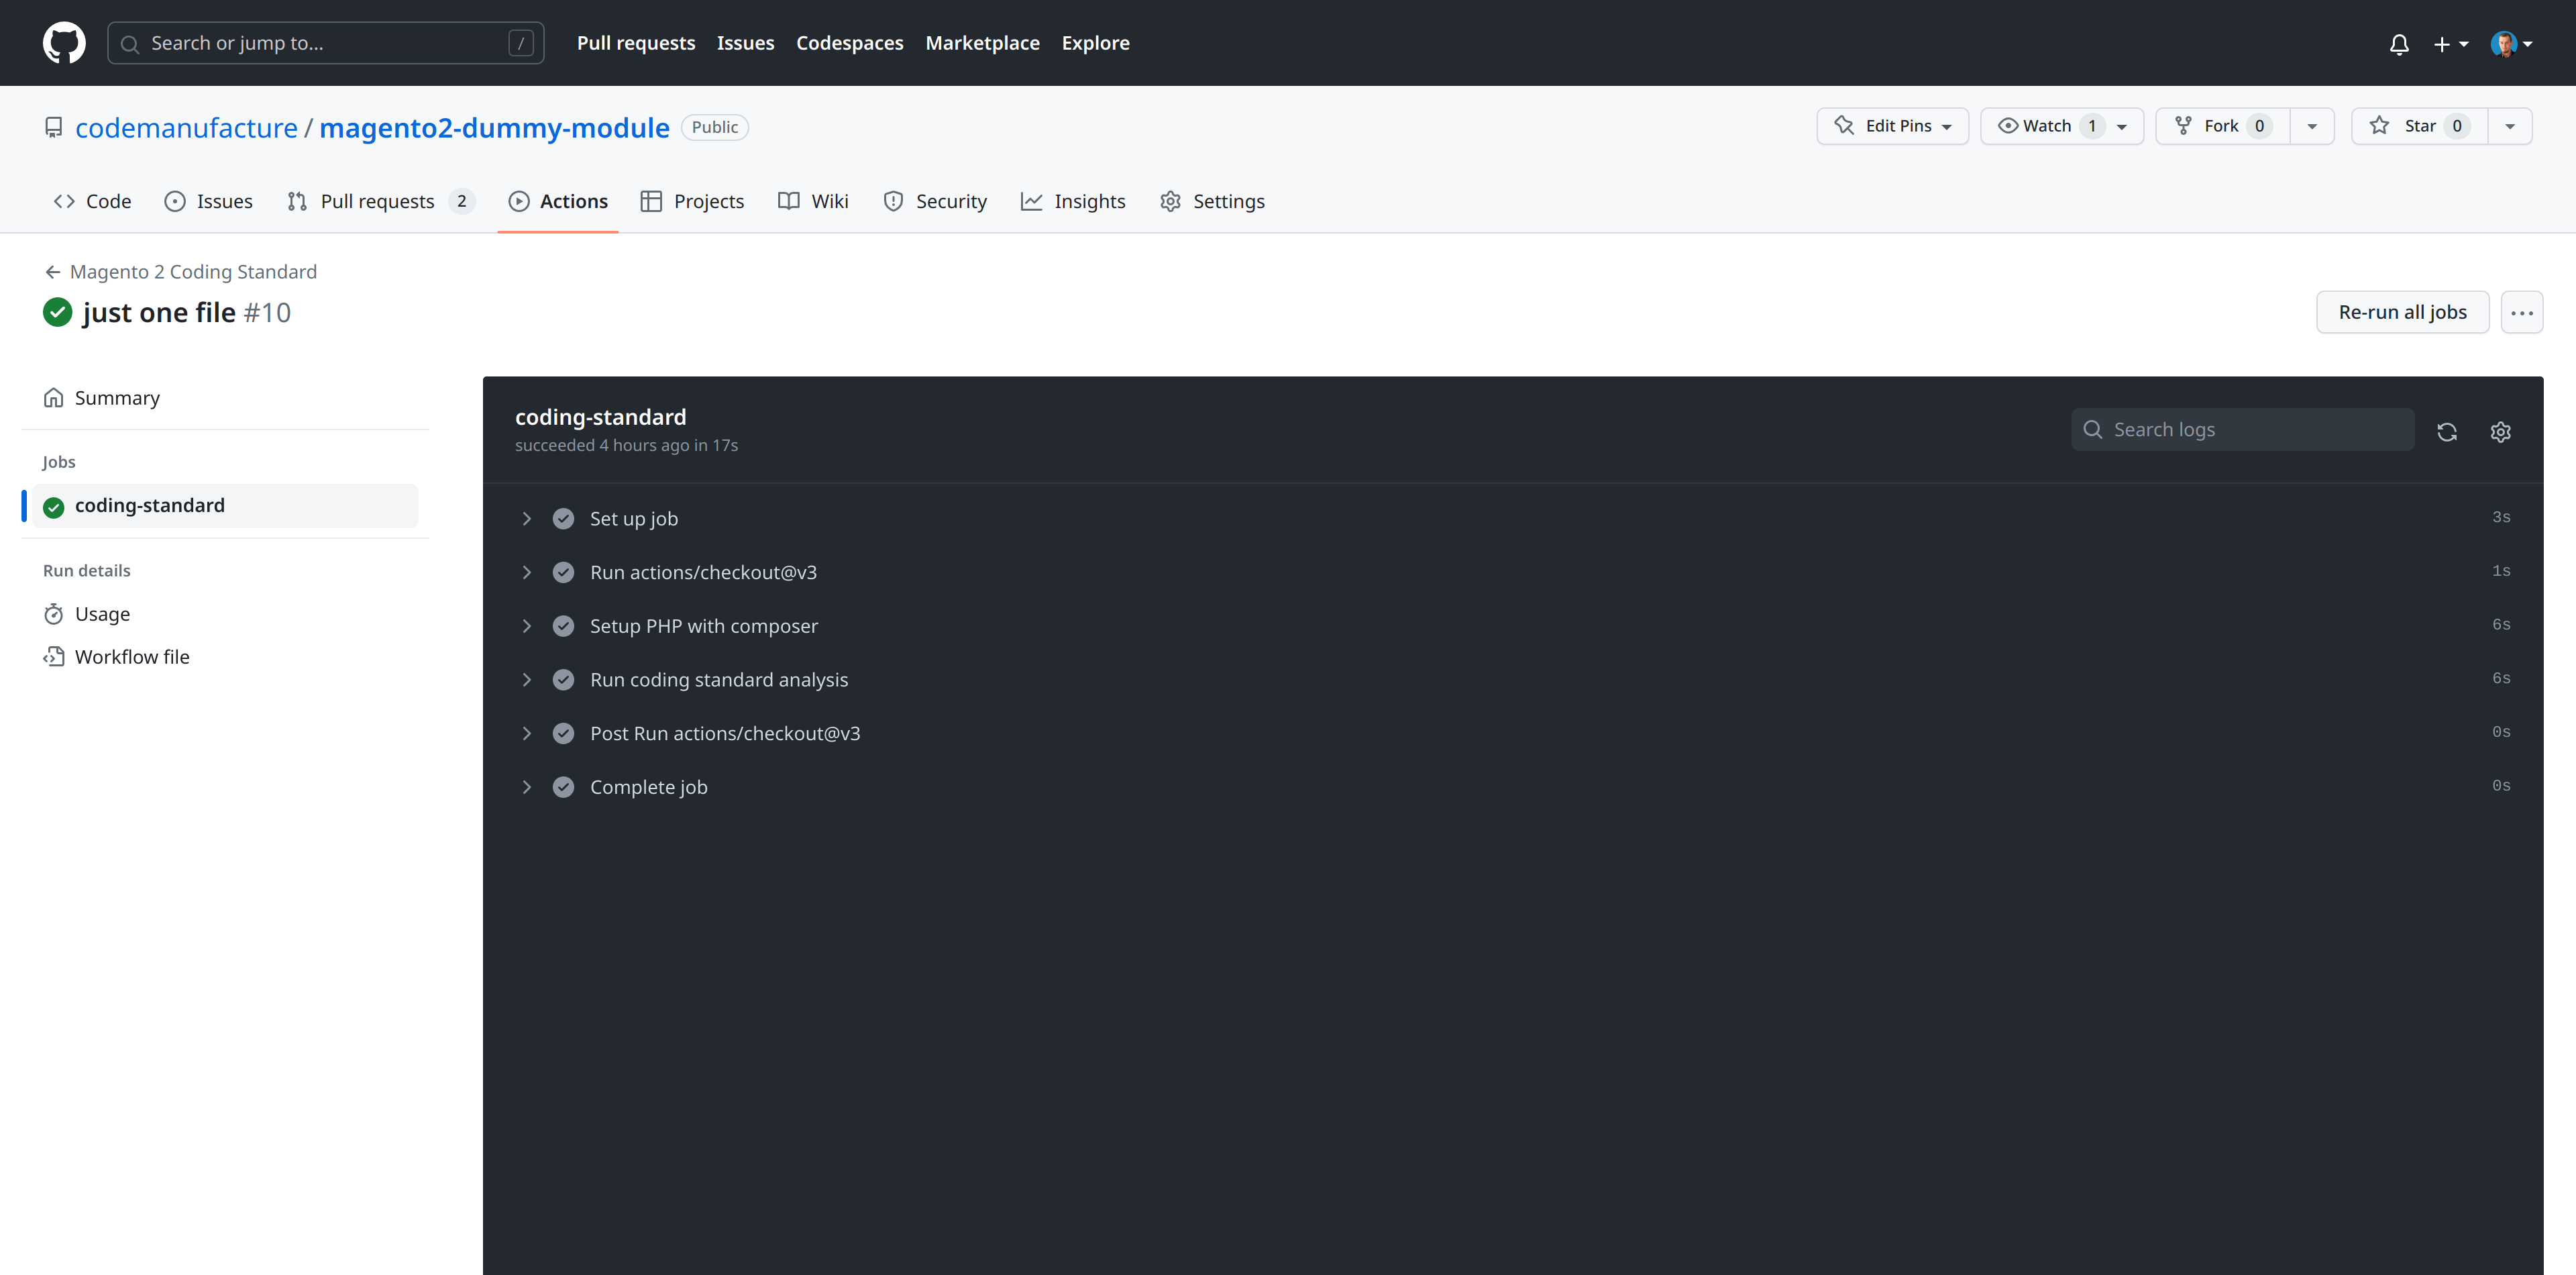 Search or jump to... /
Pull requests Issues Codespaces Marketplace Explore
codemanufacture / magento2-dummy-module Public
Edit Pins Watch 1 Fork 0 Star 0
Code Issues Pull requests 2 Actions Projects Wiki Security Insights Settings
Magento 2 Coding Standard
just one file #10
Re-run all jobs
Summary
Jobs
coding-standard
Run details
Usage
Workflow file
coding-standard
succeeded 4 hours ago in 17s
Search logs
Set up job 3s
Run actions/checkout@v3 1s
Setup PHP with composer 6s
Run coding standard analysis 6s
Post Run actions/checkout@v3 0s
Complete job 0s